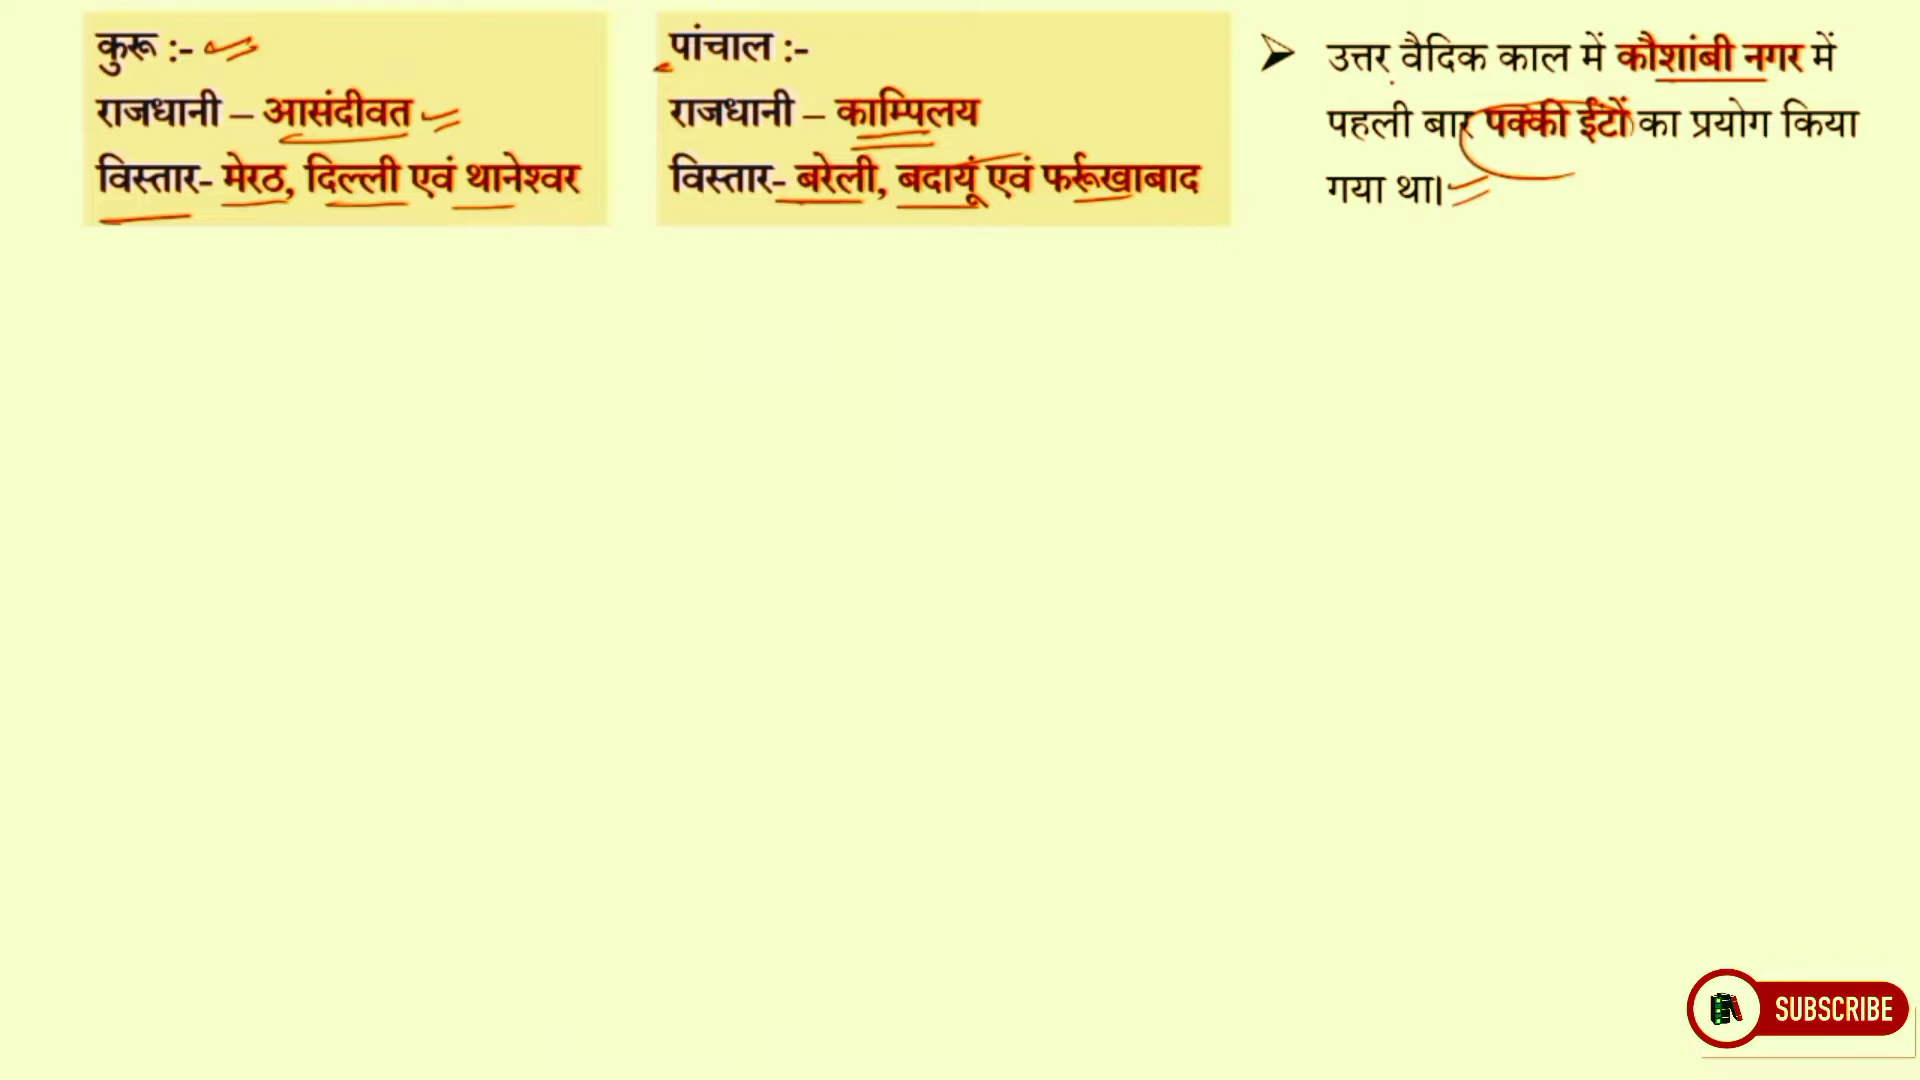 कुरू :-
राजधानी – आसंदीवत
विस्तार- मेरठ, दिल्ली एवं थानेश्वर
पांचाल :-
राजधानी – काम्पिलय
विस्तार- बरेली, बदायूं एवं फर्रूखाबाद
➢ उत्तर वैदिक काल में कौशांबी नगर में
पहली बार पक्की ईंटों का प्रयोग किया
गया था।
SUBSCRIBE